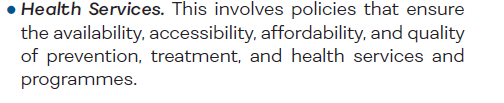 • Health Services. This involves policies that ensure
the availability, accessibility, affordability, and quality
of prevention, treatment, and health services and
programmes.